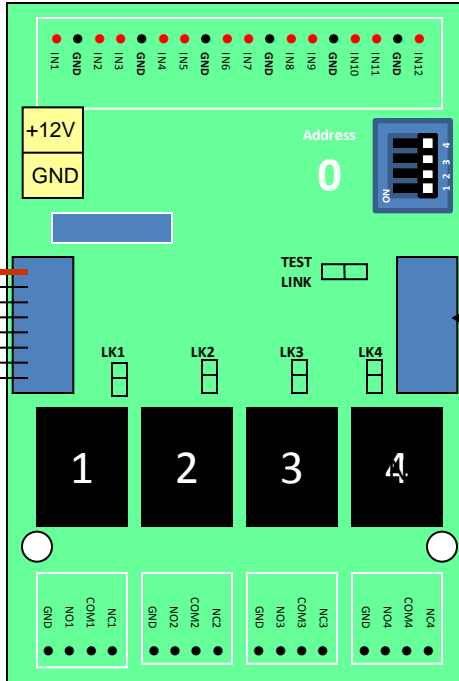 IN1 GND IN2 IN3 GND IN4 IN5 GND IN6 IN7 GND IN8 IN9 GND IN10 IN11 GND IN12
+12V
GND
Address
0
ON
1 2 3 4
TEST
LINK
LK1 LK2 LK3 LK4
1 2 3 4
GND NO1 COM1 NC1
GND NO2 COM2 NC2
GND NO3 COM3 NC3
GND NO4 COM4 NC4